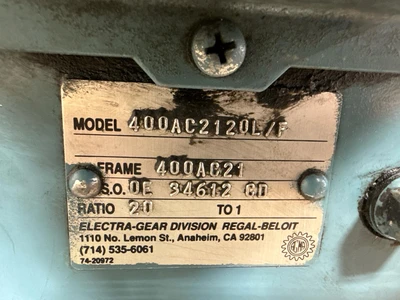 MODEL 400AC2120L/F
FRAME 400AC21
S.O. OE 34612 CD
RATIO 20 TO 1
ELECTRA-GEAR DIVISION REGAL-BELOIT
1110 No. Lemon St., Anaheim, CA 92801
(714) 535-6061
74-20972